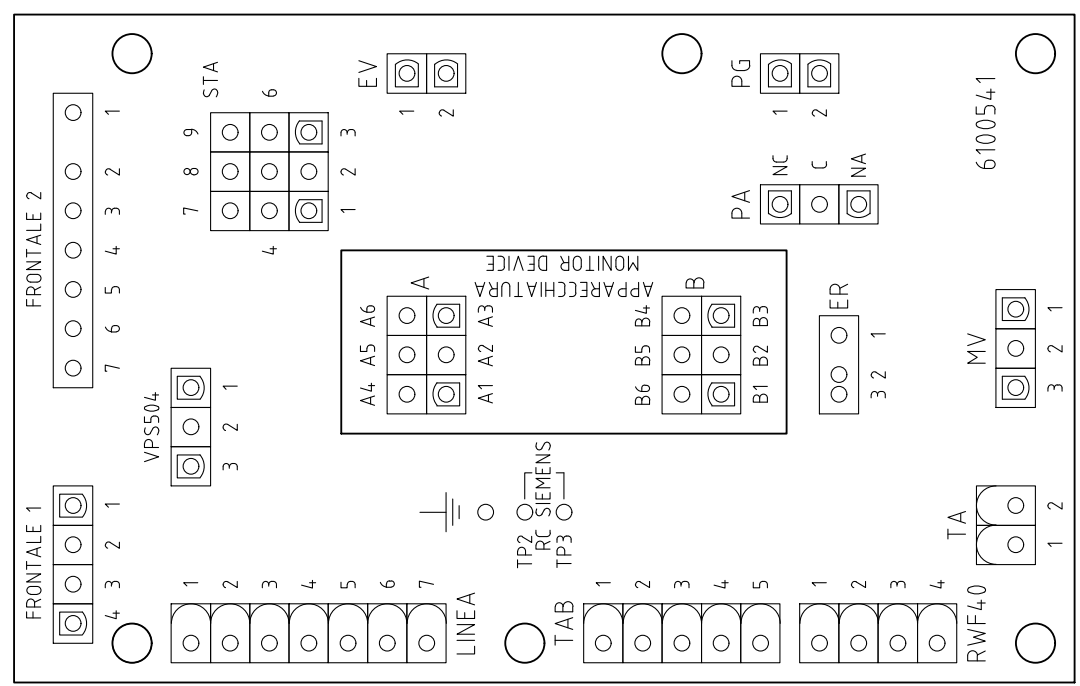 FRONTALE 2
1
2
3
4
5
6
7
STA
9
8
7
6
4
3
2
1
EV
1
2
PG
1
2
6100541
PA
NC
C
NA
APPARECCHIATURA
MONITOR DEVICE
A
A6
A5
A4
A3
A2
A1
B
B4
B5
B6
B3
B2
B1
ER
1
2
3
MV
1
2
3
VPS504
1
2
3
FRONTALE 1
1
2
3
4
TP2
RC SIEMENS
TP3
TA
2
1
LINEA
1
2
3
4
5
6
7
TAB
1
2
3
4
5
RWF40
1
2
3
4